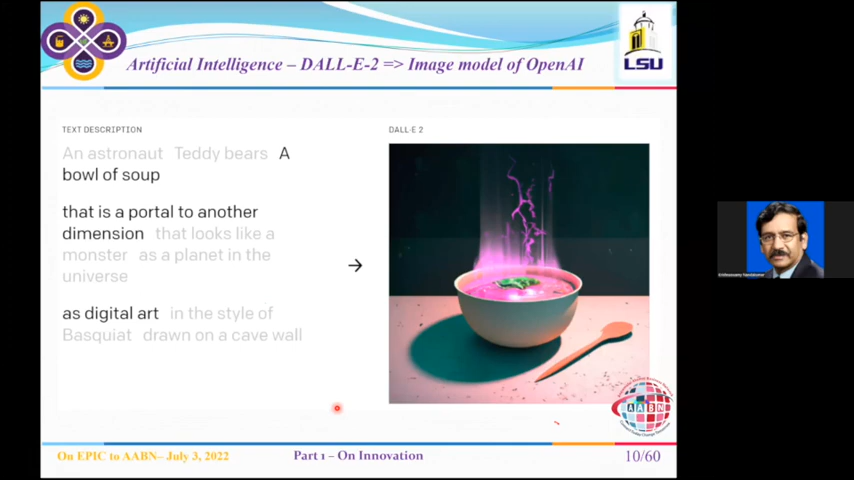 Artificial Intelligence – DALL-E-2 => Image model of OpenAI
LSU
TEXT DESCRIPTION
DALL·E 2
An astronaut Teddy bears A
bowl of soup
that is a portal to another
dimension that looks like a
monster as a planet in the
universe
as digital art in the style of
Basquiat drawn on a cave wall
→
AABN
On EPIC to AABN– July 3, 2022
Part 1 – On Innovation
10/60